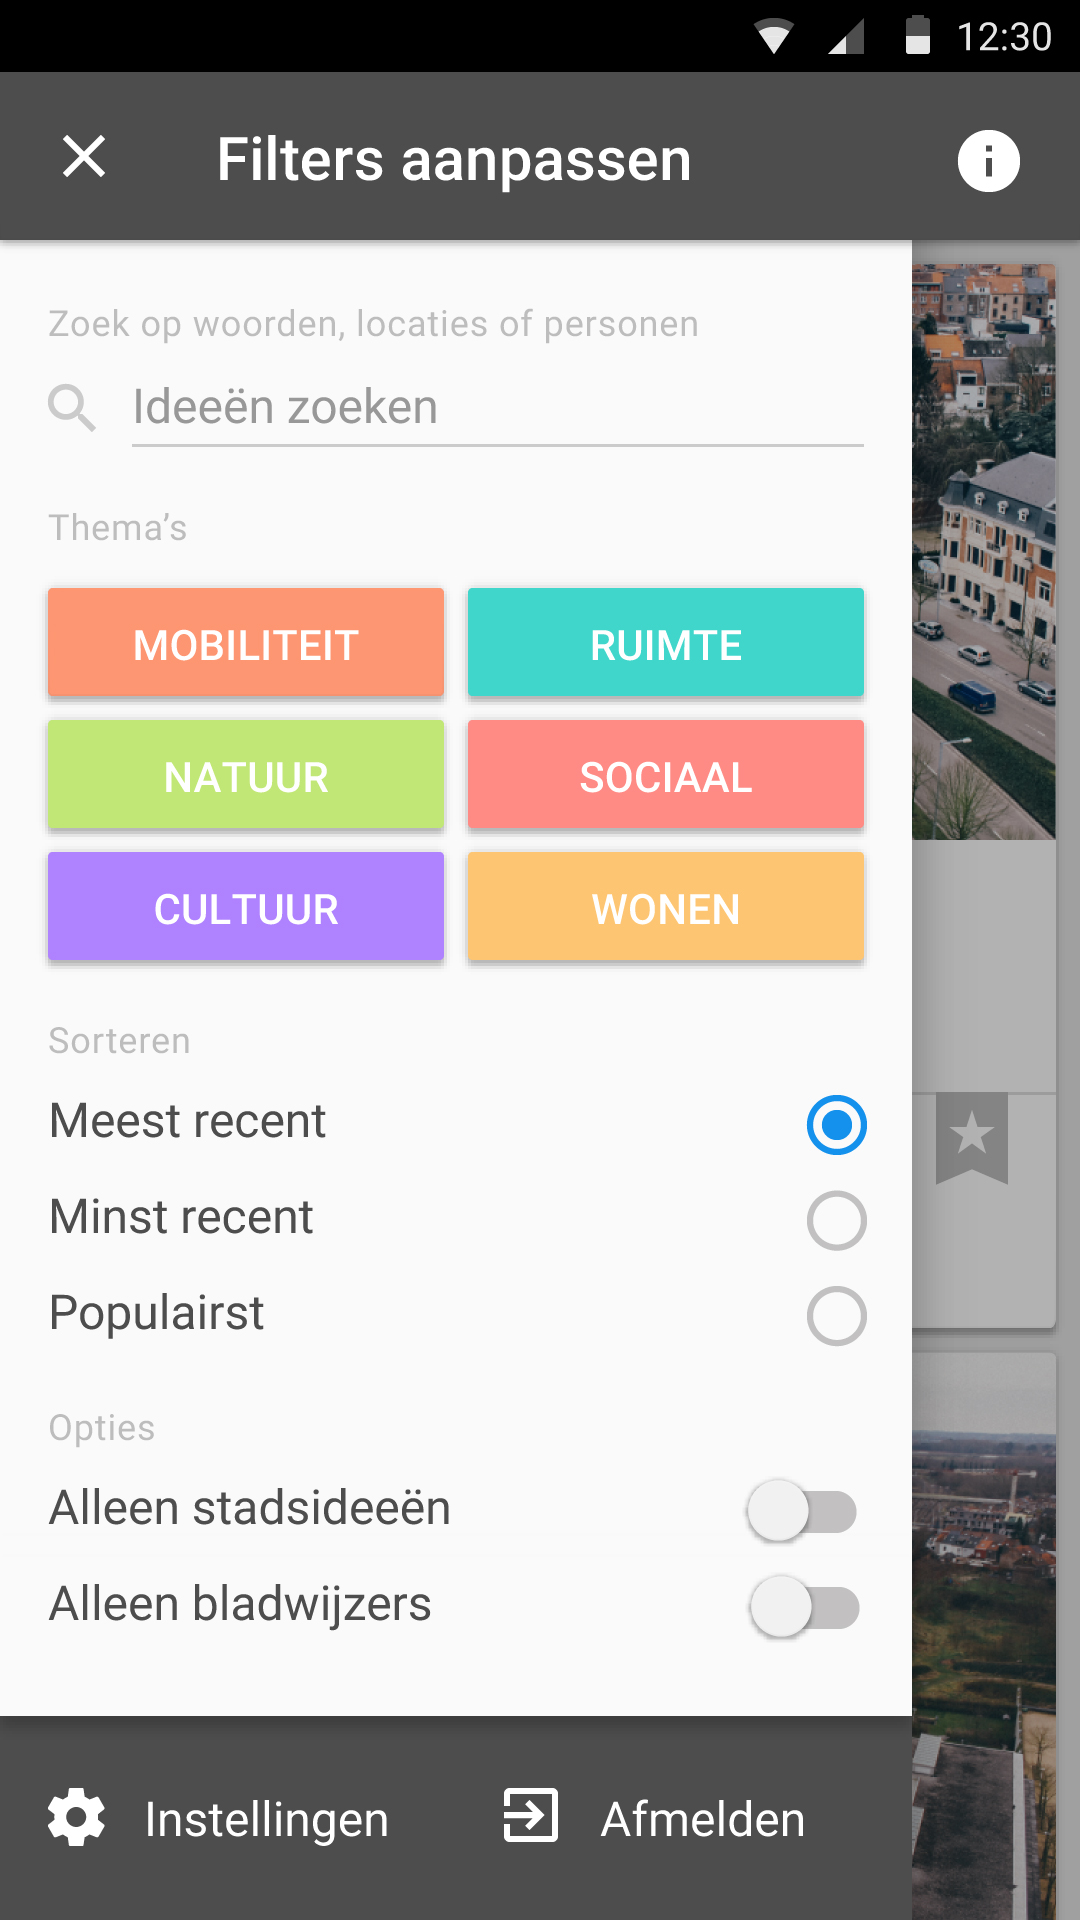 12:30
Filters aanpassen
Zoek op woorden, locaties of personen
Ideeën zoeken
Thema’s
MOBILITEIT
RUIMTE
NATUUR
SOCIAAL
CULTUUR
WONEN
Sorteren
Meest recent
Minst recent
Populairst
Opties
Alleen stadsideeën
Alleen bladwijzers
Instellingen
Afmelden